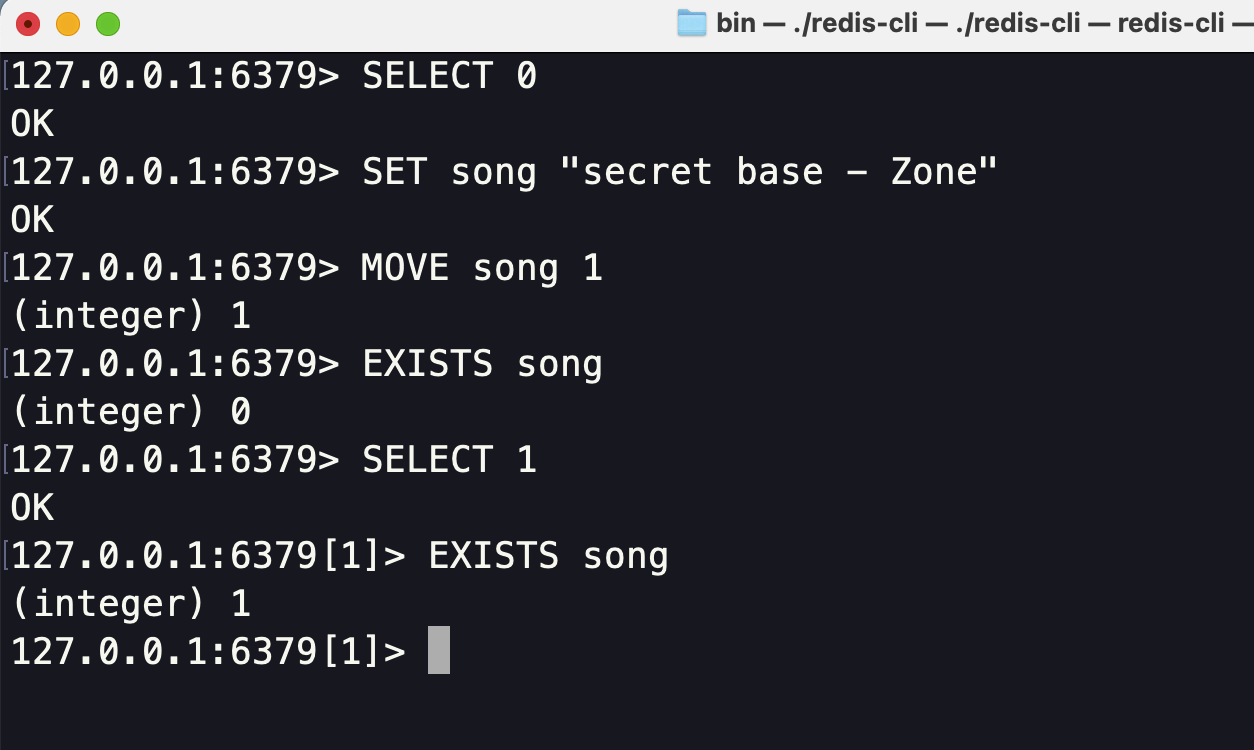 bin — ./redis-cli — ./redis-cli — redis-cli —
127.0.0.1:6379> SELECT 0
OK
127.0.0.1:6379> SET song "secret base - Zone"
OK
127.0.0.1:6379> MOVE song 1
(integer) 1
127.0.0.1:6379> EXISTS song
(integer) 0
127.0.0.1:6379> SELECT 1
OK
127.0.0.1:6379[1]> EXISTS song
(integer) 1
127.0.0.1:6379[1]>